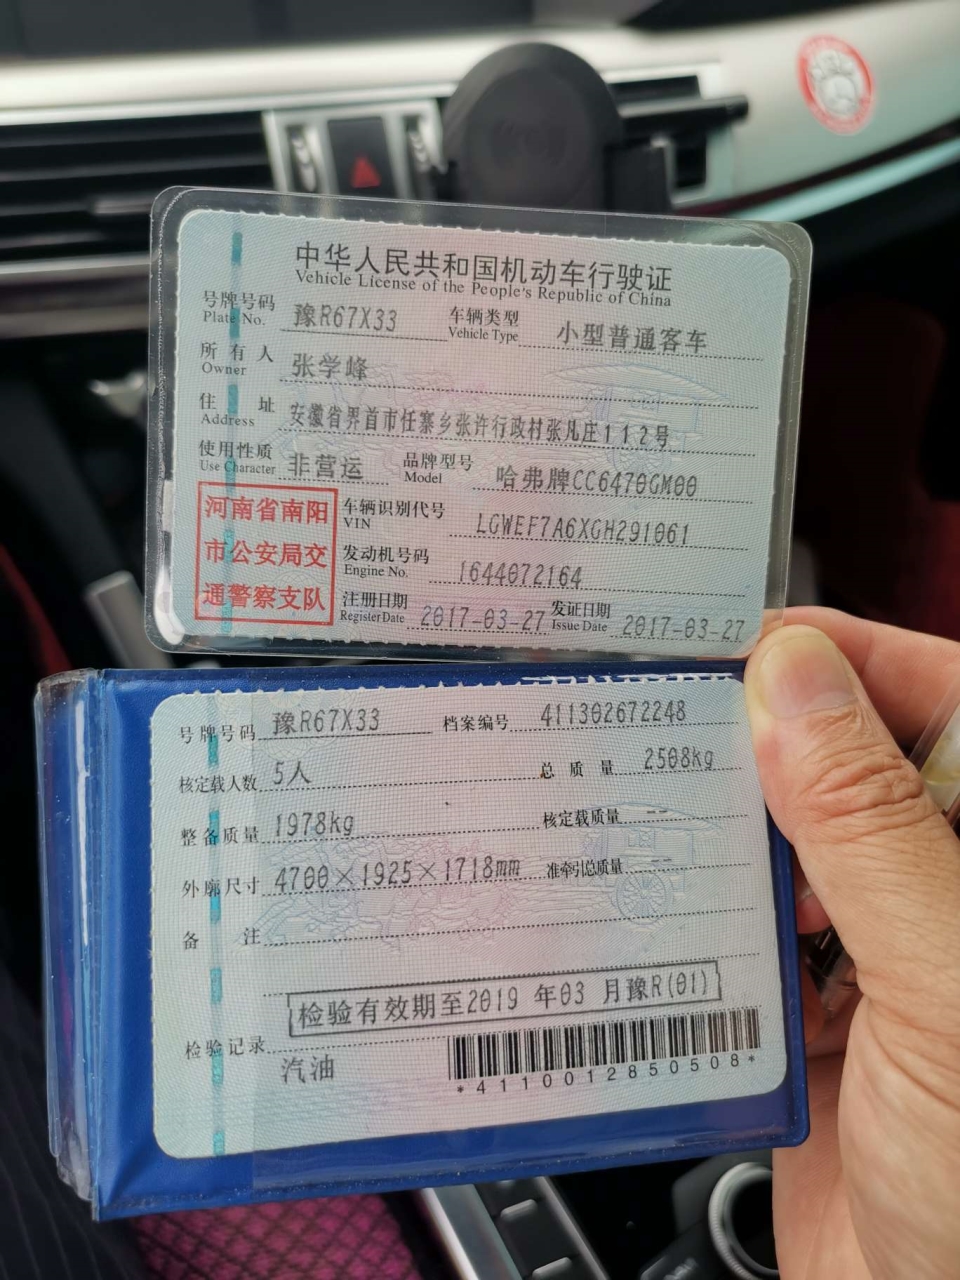 中华人民共和国机动车行驶证
Vehicle License of the People's Republic of China
号牌号码 豫R67X33 车辆类型 小型普通客车
Plate No. Vehicle Type
所有人 张学峰
Owner
住址 安徽省界首市任寨乡张许行政村张凡庄112号
Address
使用性质 非营运 品牌型号 哈弗牌CC6470GM00
Use Character Model
河南省南阳
市公安局交
通警察支队
车辆识别代号 LGWEF7A6XGH291061
VIN
发动机号码 1644072164
Engine No.
注册日期 2017-03-27 发证日期 2017-03-27
Register Date Issue Date
号牌号码 豫R67X33 档案编号 411302672248
核定载人数 5人 总质量 2508kg
整备质量 1978kg 核定载质量 --
外廓尺寸 4700×1925×1718mm 准牵引总质量 --
备注
检验有效期至2019年03月豫R(01)
检验记录
汽油
*4110012850508*